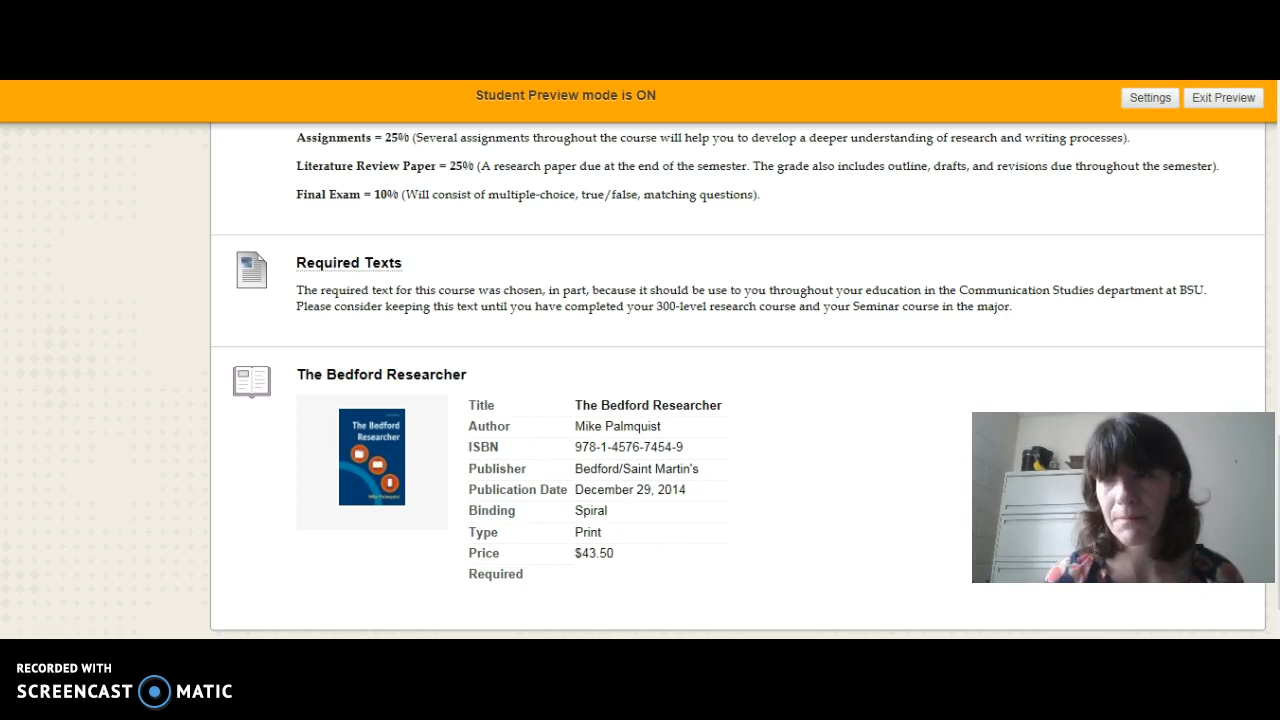 Student Preview mode is ON
Settings
Exit Preview
Assignments = 25% (Several assignments throughout the course will help you to develop a deeper understanding of research and writing processes).
Literature Review Paper = 25% (A research paper due at the end of the semester. The grade also includes outline, drafts, and revisions due throughout the semester).
Final Exam = 10% (Will consist of multiple-choice, true/false, matching questions).
Required Texts
The required text for this course was chosen, in part, because it should be use to you throughout your education in the Communication Studies department at BSU.
Please consider keeping this text until you have completed your 300-level research course and your Seminar course in the major.
The Bedford Researcher
The Bedford
Researcher
Mike Palmquist
Title The Bedford Researcher
Author Mike Palmquist
ISBN 978-1-4576-7454-9
Publisher Bedford/Saint Martin's
Publication Date December 29, 2014
Binding Spiral
Type Print
Price $43.50
Required
RECORDED WITH
SCREENCAST MATIC